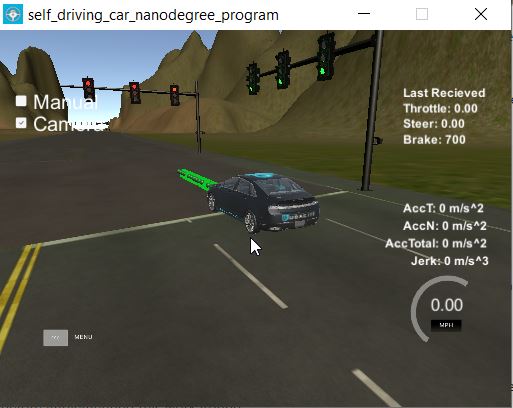 self_driving_car_nanodegree_program
Manual
Camera
Last Recieved
Throttle: 0.00
Steer: 0.00
Brake: 700
AccT: 0 m/s^2
AccN: 0 m/s^2
AccTotal: 0 m/s^2
Jerk: 0 m/s^3
0.00
MPH
MENU